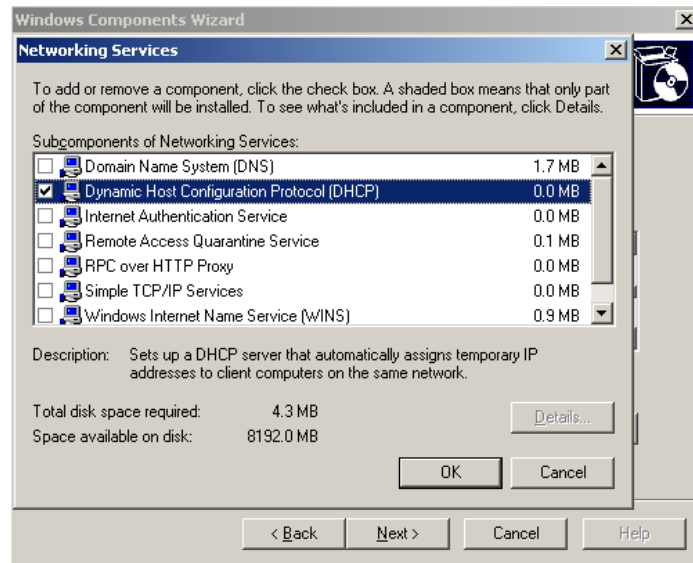 Windows Components Wizard
Networking Services
To add or remove a component, click the check box. A shaded box means that only part
of the component will be installed. To see what's included in a component, click Details.
Subcomponents of Networking Services:
Domain Name System (DNS) 1.7 MB
Dynamic Host Configuration Protocol (DHCP) 0.0 MB
Internet Authentication Service 0.0 MB
Remote Access Quarantine Service 0.1 MB
RPC over HTTP Proxy 0.0 MB
Simple TCP/IP Services 0.0 MB
Windows Internet Name Service (WINS) 0.9 MB
Description: Sets up a DHCP server that automatically assigns temporary IP
addresses to client computers on the same network.
Total disk space required: 4.3 MB
Space available on disk: 8192.0 MB
Details...
OK Cancel
< Back Next > Cancel Help